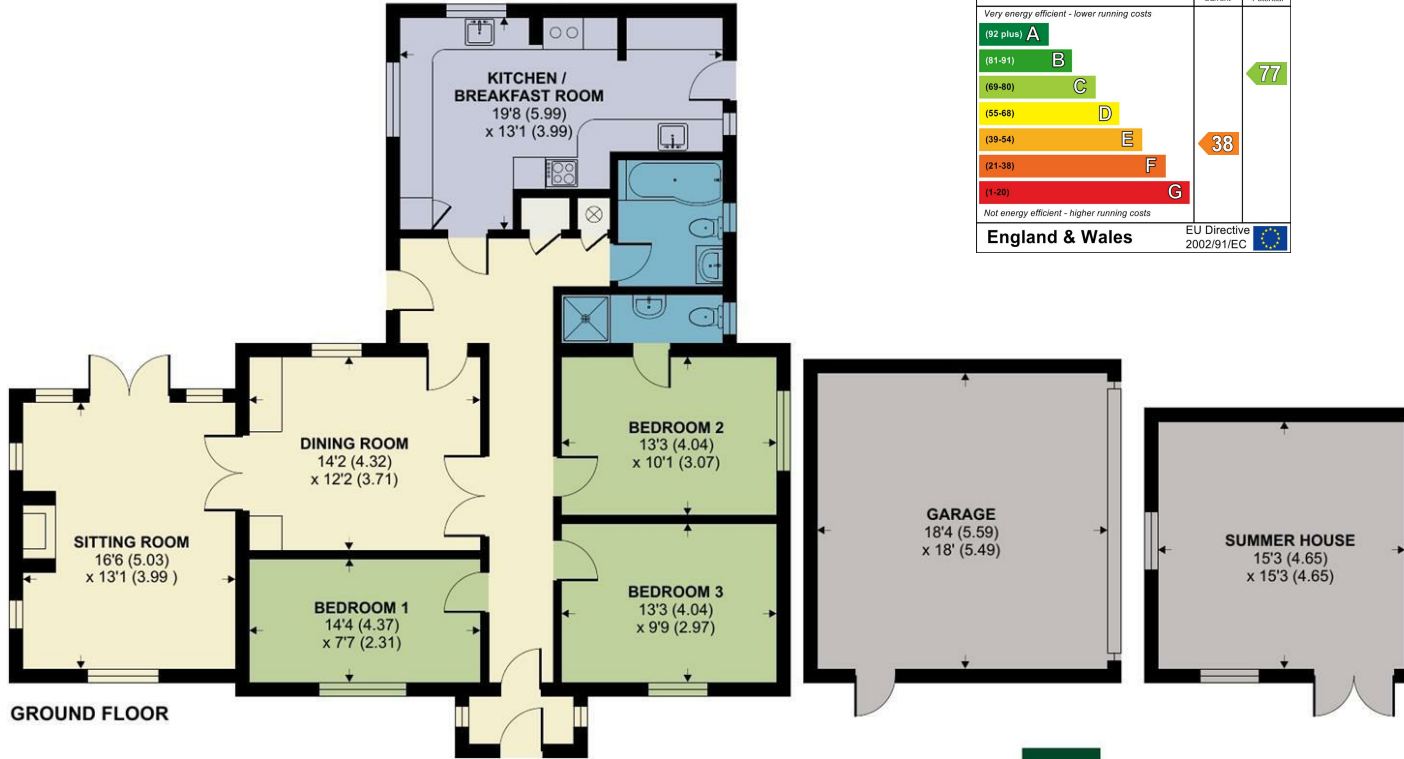 KITCHEN /
BREAKFAST ROOM
19'8 (5.99)
x 13'1 (3.99)
DINING ROOM
14'2 (4.32)
x 12'2 (3.71)
SITTING ROOM
16'6 (5.03)
x 13'1 (3.99 )
BEDROOM 1
14'4 (4.37)
x 7'7 (2.31)
BEDROOM 2
13'3 (4.04)
x 10'1 (3.07)
BEDROOM 3
13'3 (4.04)
x 9'9 (2.97)
GARAGE
18'4 (5.59)
x 18' (5.49)
SUMMER HOUSE
15'3 (4.65)
x 15'3 (4.65)
GROUND FLOOR
Very energy efficient - lower running costs
(92 plus) A
(81-91) B
(69-80) C
(55-68) D
(39-54) E
(21-38) F
(1-20) G
77
38
Not energy efficient - higher running costs
England & Wales
EU Directive
2002/91/EC